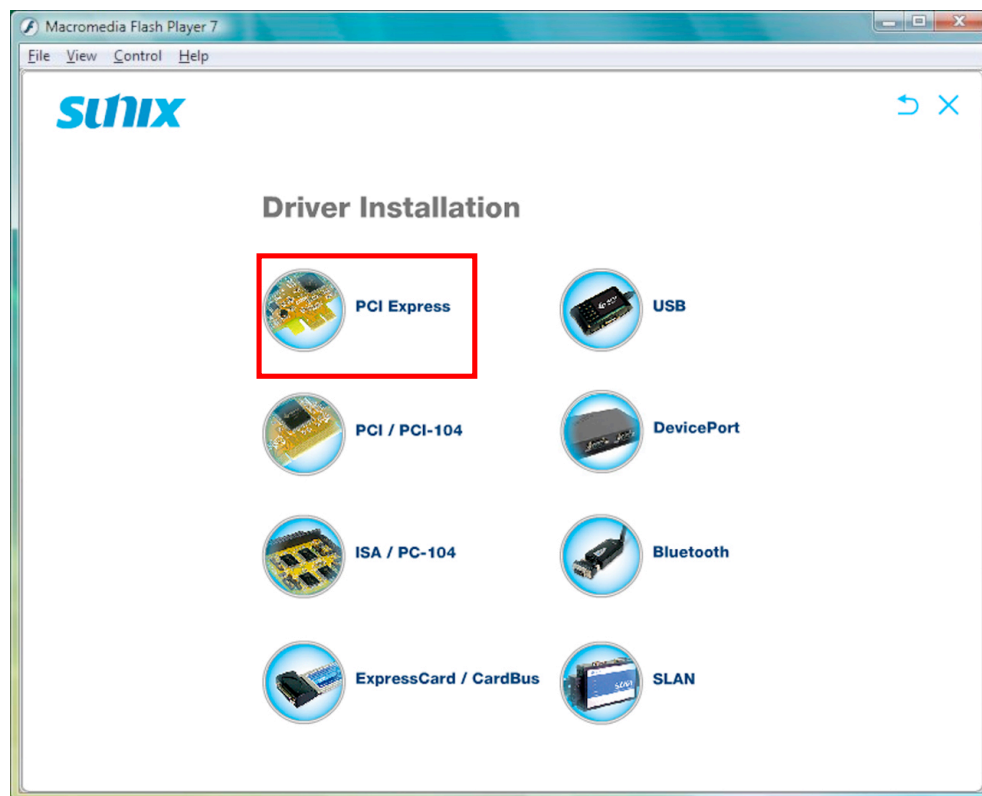 Macromedia Flash Player 7
File View Control Help
SUNIX
Driver Installation
PCI Express
USB
PCI / PCI-104
DevicePort
ISA / PC-104
Bluetooth
ExpressCard / CardBus
SLAN